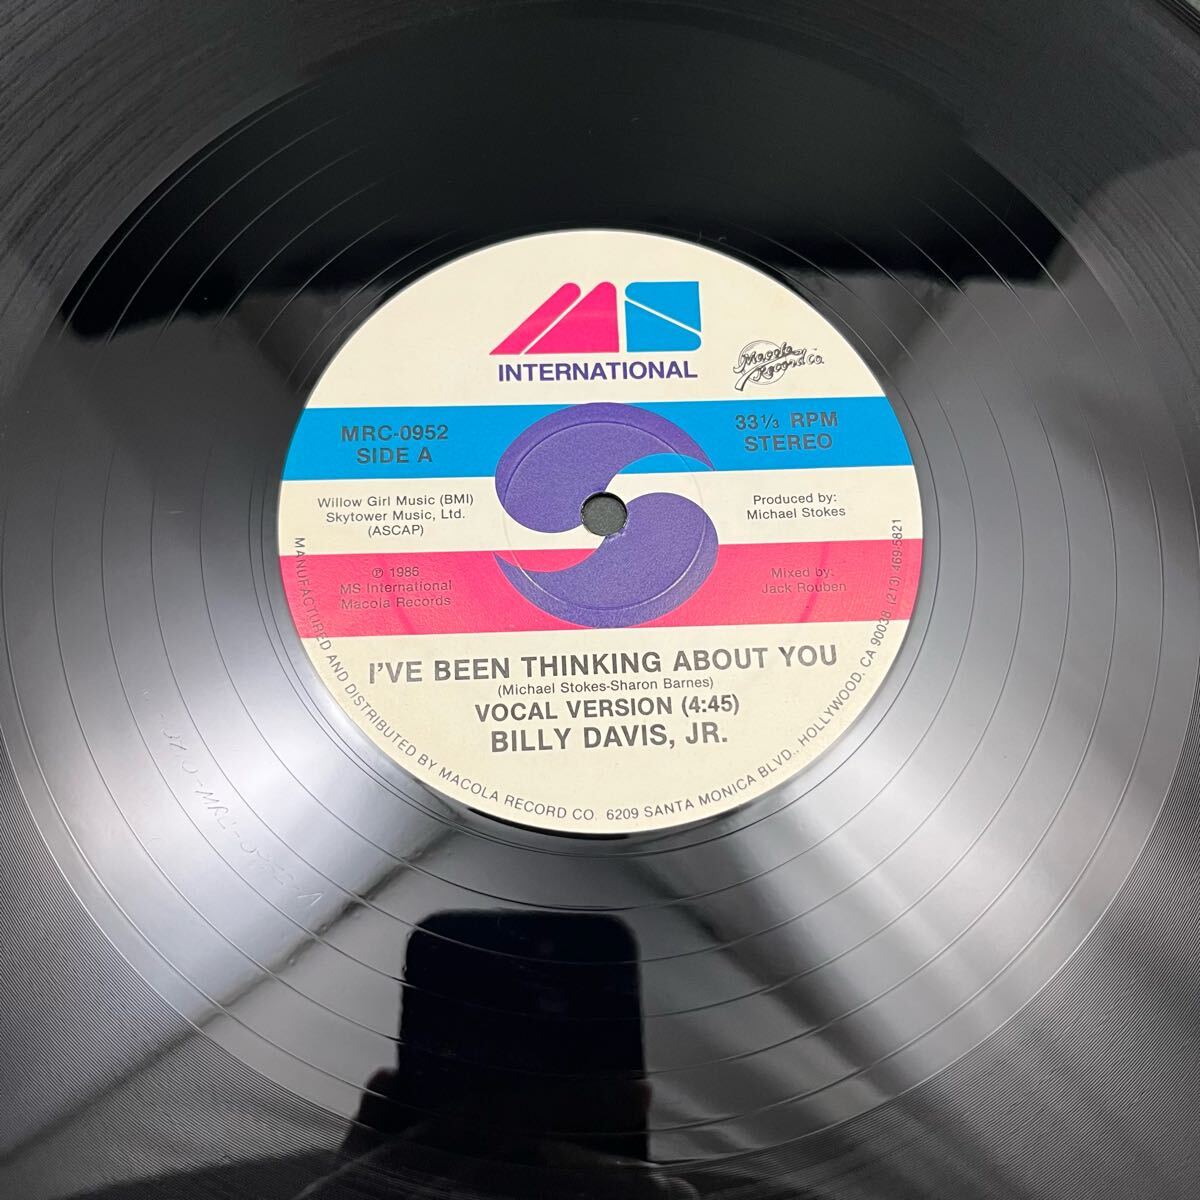 MS
INTERNATIONAL
Macola
Record Co.
MRC-0952
SIDE A
33 1/3 RPM
STEREO
Willow Girl Music (BMI)
Skytower Music, Ltd.
(ASCAP)
Produced by:
Michael Stokes
℗ 1986
MS International
Macola Records
Mixed by:
Jack Rouben
I'VE BEEN THINKING ABOUT YOU
(Michael Stokes-Sharon Barnes)
VOCAL VERSION (4:45)
BILLY DAVIS, JR.
MANUFACTURED AND DISTRIBUTED BY MACOLA RECORD CO. 6209 SANTA MONICA BLVD., HOLLYWOOD, CA 90038 (213) 469-5821